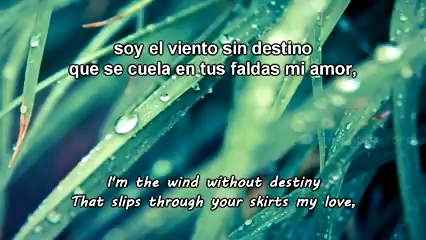 soy el viento sin destino
que se cuela en tus faldas mi amor,
I'm the wind without destiny
That slips through your skirts my love,